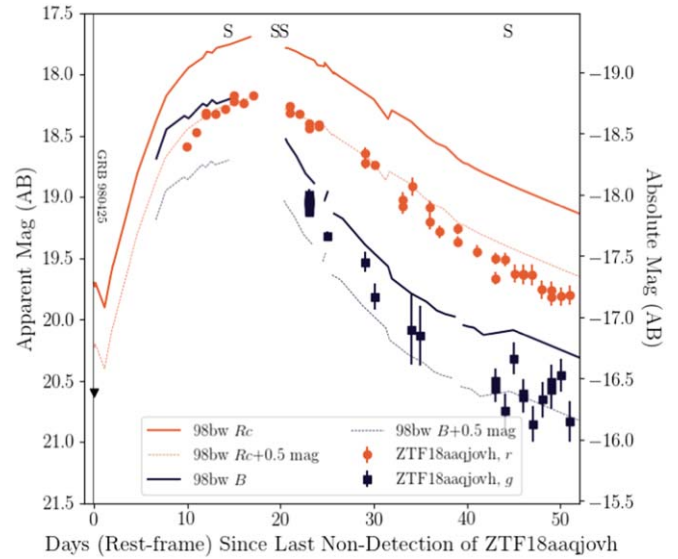 S SS S
17.5
18.0
18.5
19.0
19.5
20.0
20.5
21.0
21.5
Apparent Mag (AB)
GRB 980425
−19.0
−18.5
−18.0
−17.5
−17.0
−16.5
−16.0
−15.5
Absolute Mag (AB)
98bw Rc
98bw Rc+0.5 mag
98bw B
98bw B+0.5 mag
ZTF18aaqjovh, r
ZTF18aaqjovh, g
0 10 20 30 40 50
Days (Rest-frame) Since Last Non-Detection of ZTF18aaqjovh